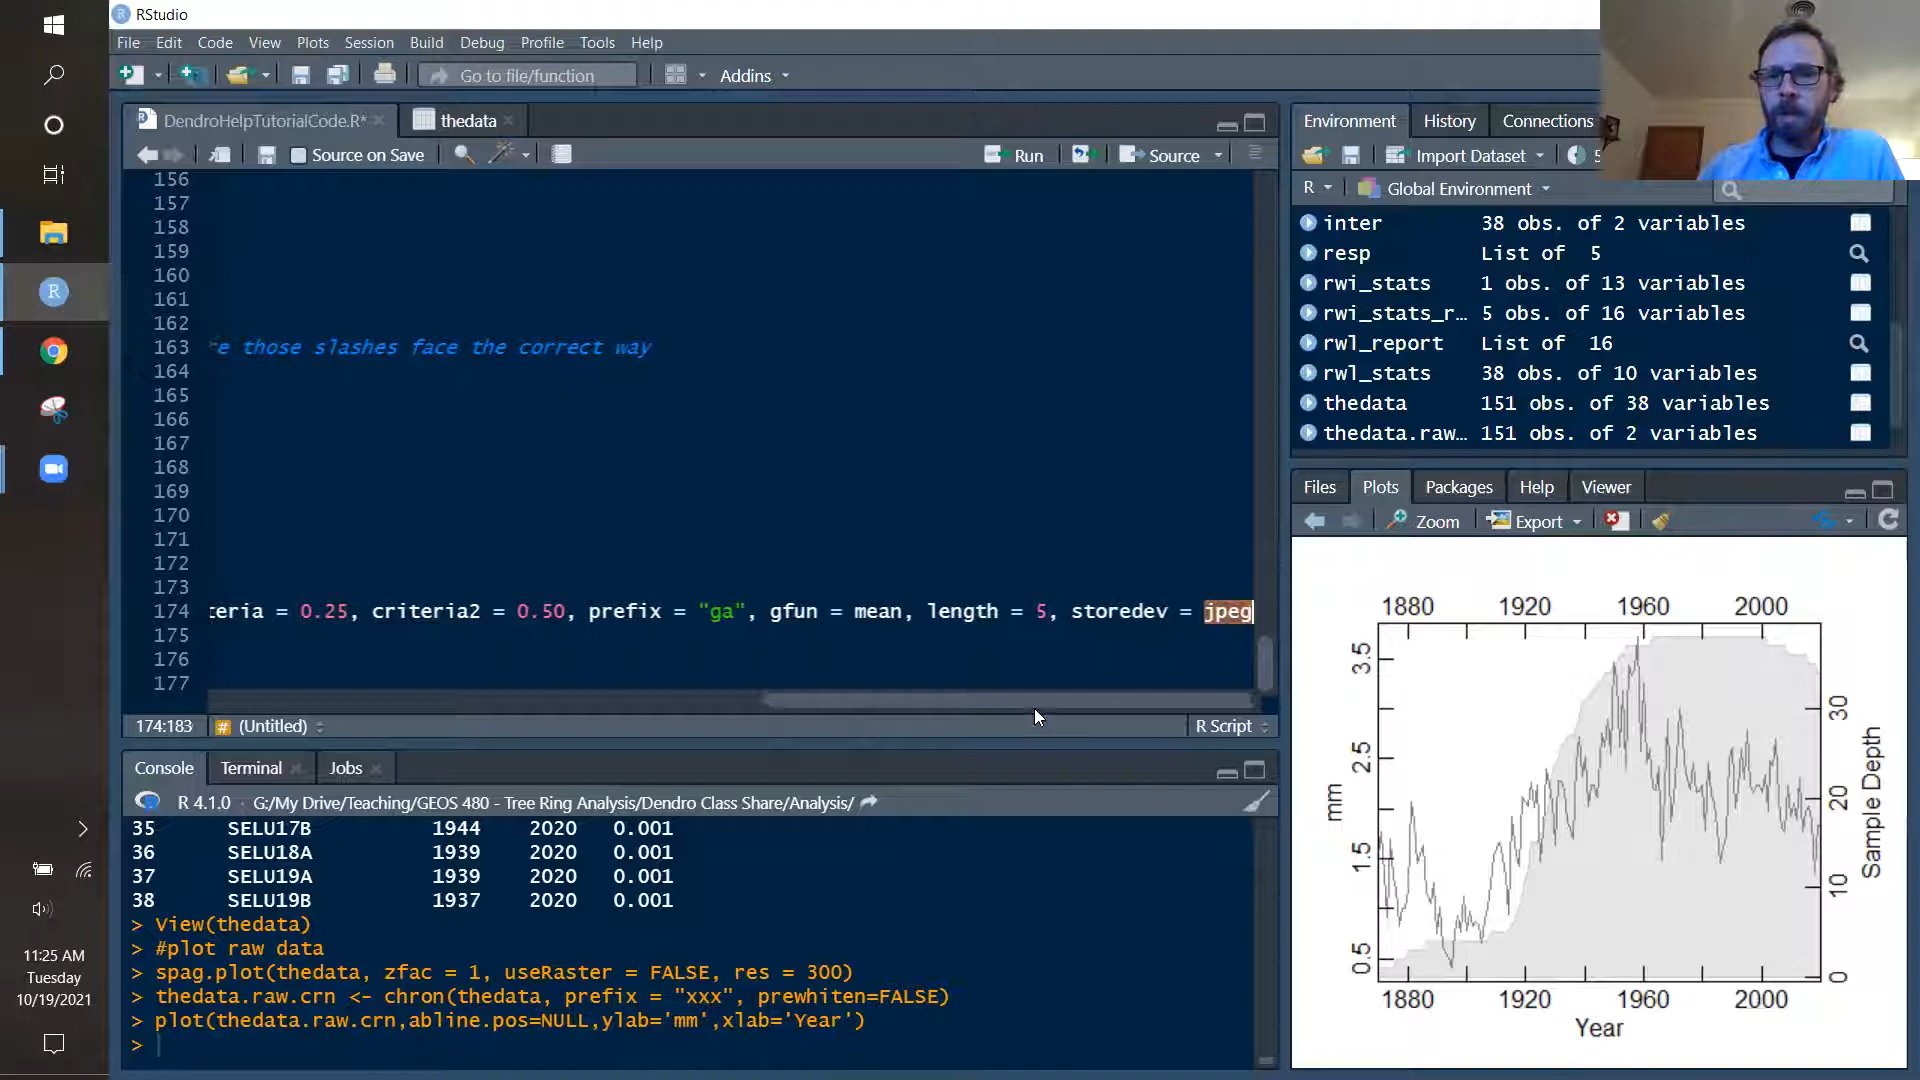 RStudio
File Edit Code View Plots Session Build Debug Profile Tools Help
Go to file/function Addins
DendroHelpTutorialCode.R* thedata
Source on Save Run Source
156
157
158
159
160
161
162
163 e those slashes face the correct way
164
165
166
167
168
169
170
171
172
173
174 teria = 0.25, criteria2 = 0.50, prefix = "ga", gfun = mean, length = 5, storedev = jpeg
175
176
177
174:183 # (Untitled) R Script
Console Terminal Jobs
R 4.1.0 · G:/My Drive/Teaching/GEOS 480 - Tree Ring Analysis/Dendro Class Share/Analysis/
35 SELU17B 1944 2020 0.001
36 SELU18A 1939 2020 0.001
37 SELU19A 1939 2020 0.001
38 SELU19B 1937 2020 0.001
> View(thedata)
> #plot raw data
> spag.plot(thedata, zfac = 1, useRaster = FALSE, res = 300)
> thedata.raw.crn <- chron(thedata, prefix = "xxx", prewhiten=FALSE)
> plot(thedata.raw.crn,abline.pos=NULL,ylab='mm',xlab='Year')
>
Environment History Connections
Import Dataset 5
R Global Environment
inter 38 obs. of 2 variables
resp List of 5
rwi_stats 1 obs. of 13 variables
rwi_stats_r… 5 obs. of 16 variables
rwl_report List of 16
rwl_stats 38 obs. of 10 variables
thedata 151 obs. of 38 variables
thedata.raw… 151 obs. of 2 variables
Files Plots Packages Help Viewer
Zoom Export
1880 1920 1960 2000
3.5
2.5
1.5
0.5
mm
30
20
10
0
Sample Depth
1880 1920 1960 2000
Year
11:25 AM
Tuesday
10/19/2021